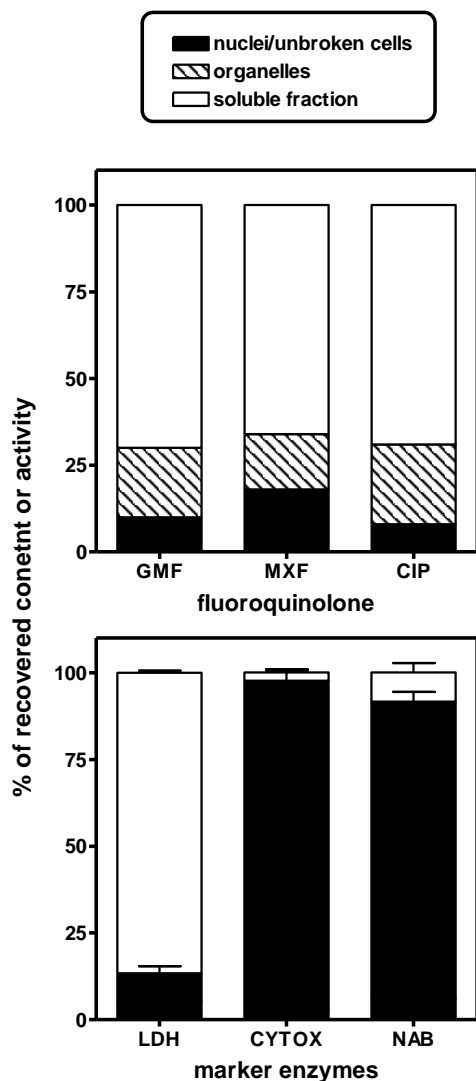 nuclei/unbroken cells
organelles
soluble fraction
% of recovered conetnt or activity
100
75
50
25
0
GMF MXF CIP
fluoroquinolone
100
75
50
25
0
LDH CYTOX NAB
marker enzymes